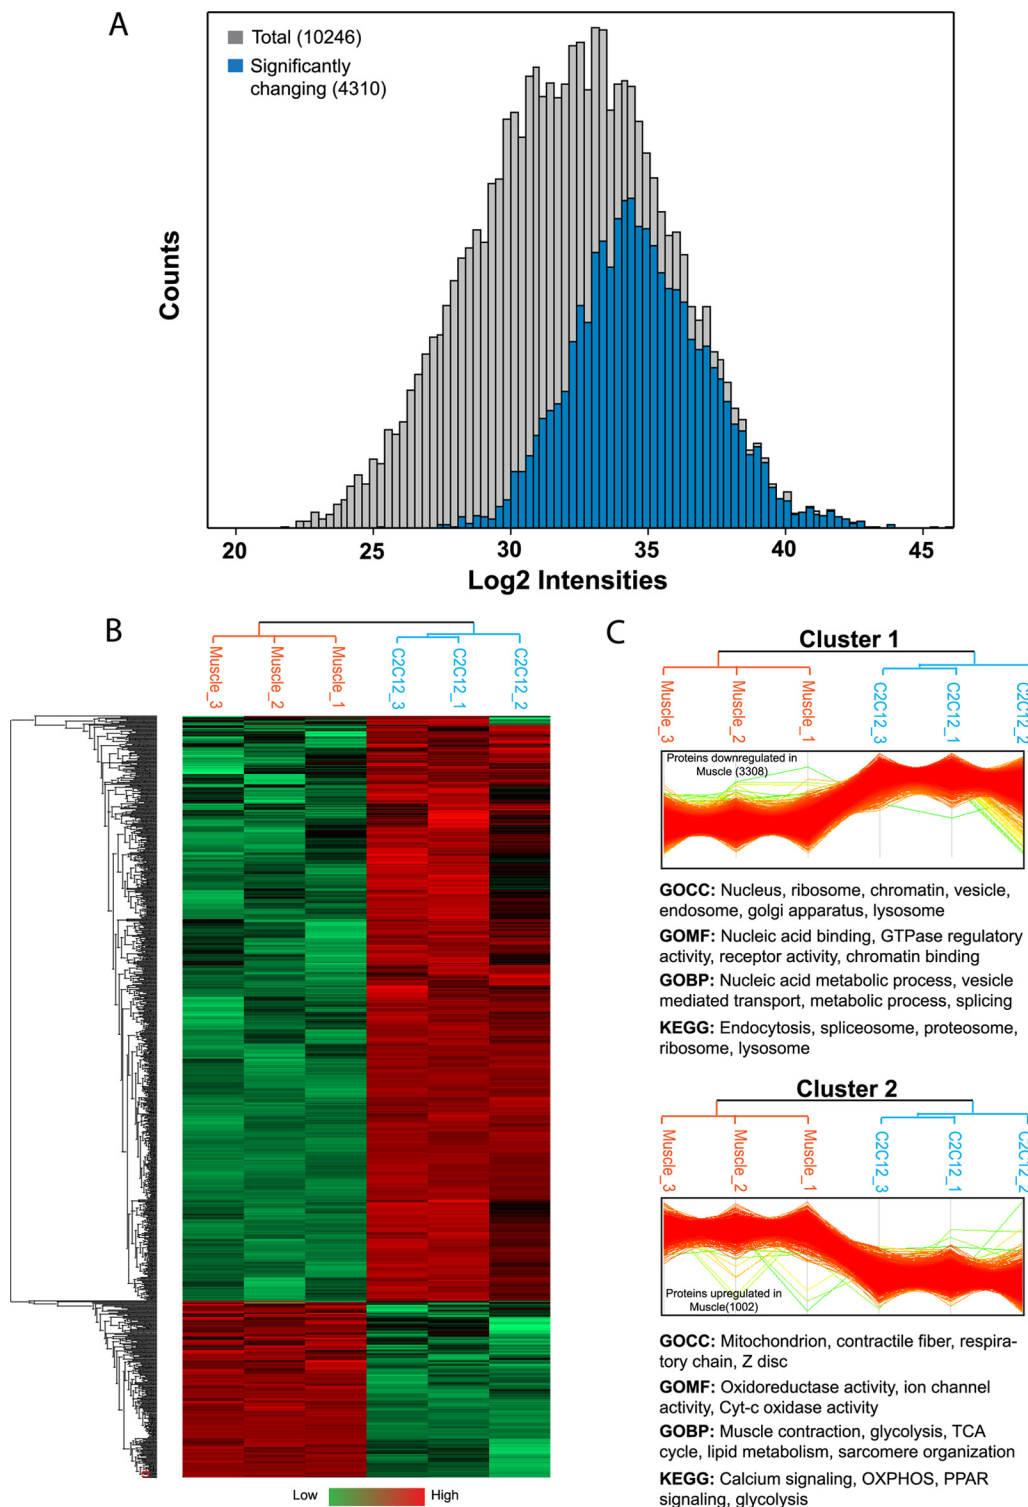 A
Total (10246)
Significantly
changing (4310)
Counts
20 25 30 35 40 45
Log2 Intensities
B
Muscle_3
Muscle_2
Muscle_1
C2C12_3
C2C12_1
C2C12_2
Low High
C
Cluster 1
Muscle_3
Muscle_2
Muscle_1
C2C12_3
C2C12_1
C2C12_2
Proteins downregulated in
Muscle (3308)
GOCC: Nucleus, ribosome, chromatin, vesicle,
endosome, golgi apparatus, lysosome
GOMF: Nucleic acid binding, GTPase regulatory
activity, receptor activity, chromatin binding
GOBP: Nucleic acid metabolic process, vesicle
mediated transport, metabolic process, splicing
KEGG: Endocytosis, spliceosome, proteosome,
ribosome, lysosome
Cluster 2
Muscle_3
Muscle_2
Muscle_1
C2C12_3
C2C12_1
C2C12_2
Proteins upregulated in
Muscle(1002)
GOCC: Mitochondrion, contractile fiber, respira-
tory chain, Z disc
GOMF: Oxidoreductase activity, ion channel
activity, Cyt-c oxidase activity
GOBP: Muscle contraction, glycolysis, TCA
cycle, lipid metabolism, sarcomere organization
KEGG: Calcium signaling, OXPHOS, PPAR
signaling, glycolysis